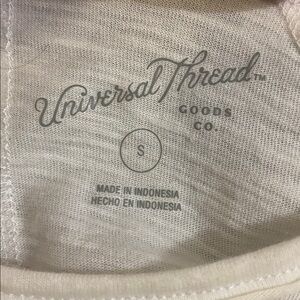 Universal Thread™
GOODS
CO.
S
MADE IN INDONESIA
HECHO EN INDONESIA